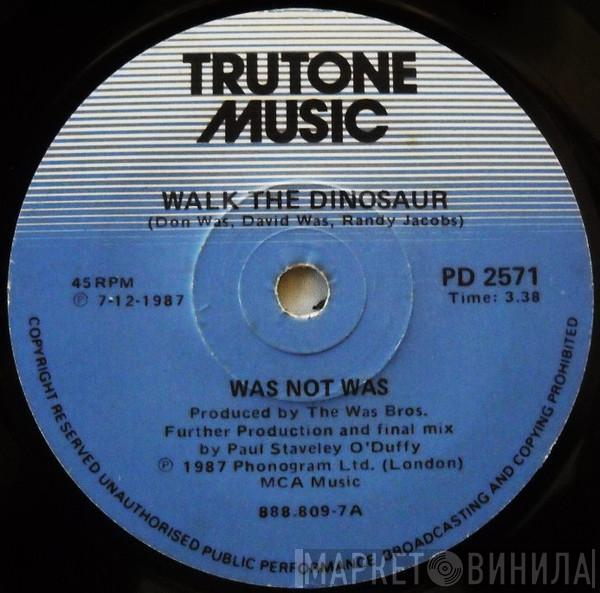 TRUTONE
MUSIC
WALK THE DINOSAUR
(Don Was, David Was, Randy Jacobs)
45 RPM
℗ 7-12-1987
PD 2571
Time: 3.38
WAS NOT WAS
Produced by The Was Bros.
Further Production and final mix
by Paul Staveley O'Duffy
℗ 1987 Phonogram Ltd. (London)
MCA Music
888.809-7A
COPYRIGHT RESERVED UNAUTHORISED PUBLIC PERFORMANCE, BROADCASTING AND COPYING PROHIBITED
МАРКЕТ ВИНИЛА